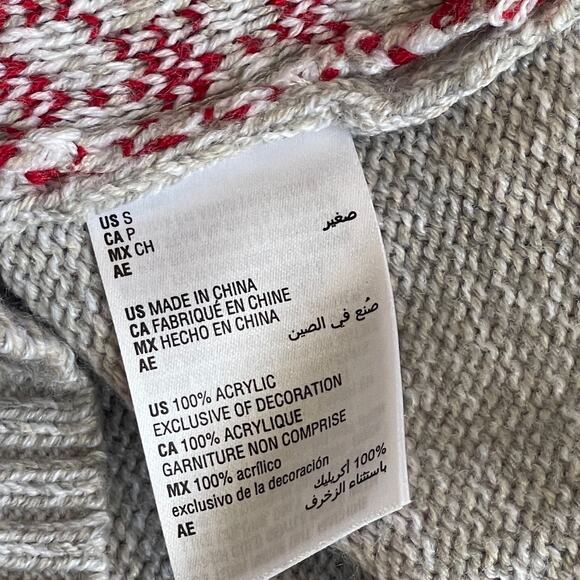 US S
CA P
MX CH
AE صغير
US MADE IN CHINA
CA FABRIQUÉ EN CHINE
MX HECHO EN CHINA
AE صُنع في الصين
US 100% ACRYLIC
EXCLUSIVE OF DECORATION
CA 100% ACRYLIQUE
GARNITURE NON COMPRISE
MX 100% acrílico
exclusivo de la decoración
AE 100% أكريليك
باستثناء الزخرف